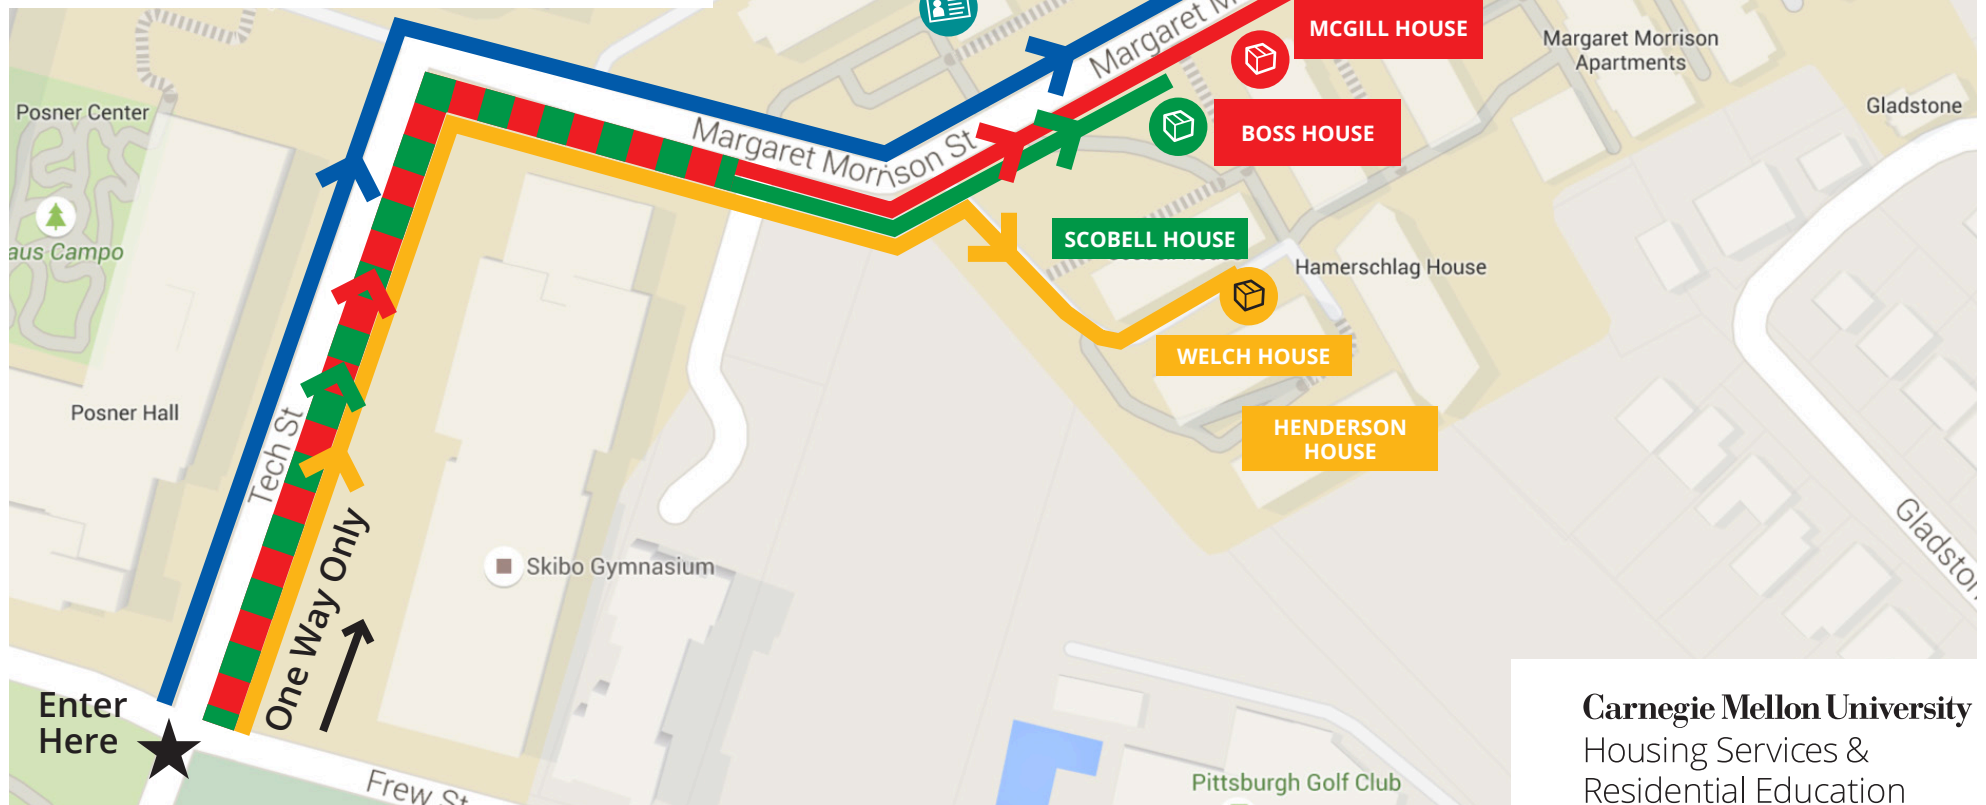 Margaret M
MCGILL HOUSE
Margaret Morrison
Apartments
Posner Center
Gladstone
BOSS HOUSE
Margaret Morrison St
SCOBELL HOUSE
aus Campo
Hamerschlag House
WELCH HOUSE
Posner Hall
HENDERSON
HOUSE
Tech St
Gladston
One Way Only
Skibo Gymnasium
Enter
Here
Frew St
Pittsburgh Golf Club
Carnegie Mellon University
Housing Services &
Residential Education